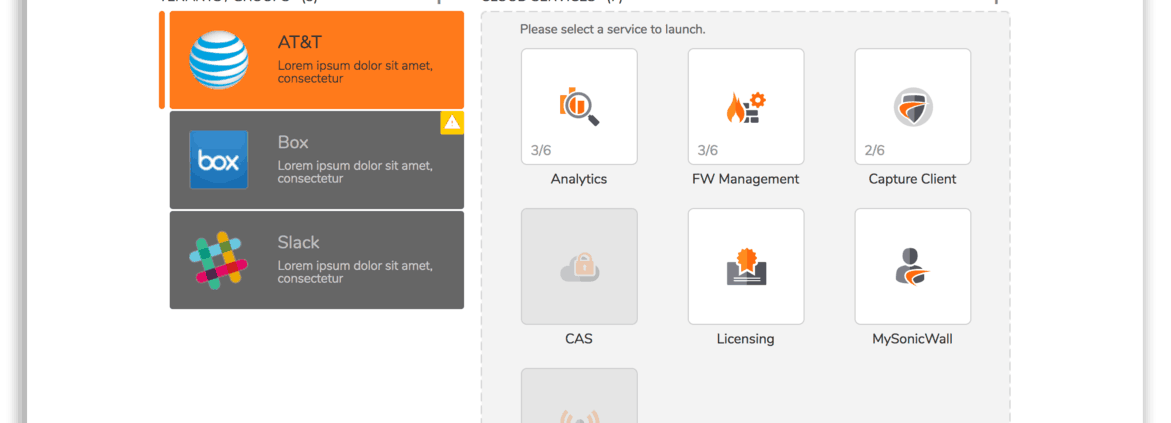 AT&T
Lorem ipsum dolor sit amet,
consectetur
box
Box
Lorem ipsum dolor sit amet,
consectetur
Slack
Lorem ipsum dolor sit amet,
consectetur
Please select a service to launch.
3/6
3/6
2/6
Analytics
FW Management
Capture Client
CAS
Licensing
MySonicWall